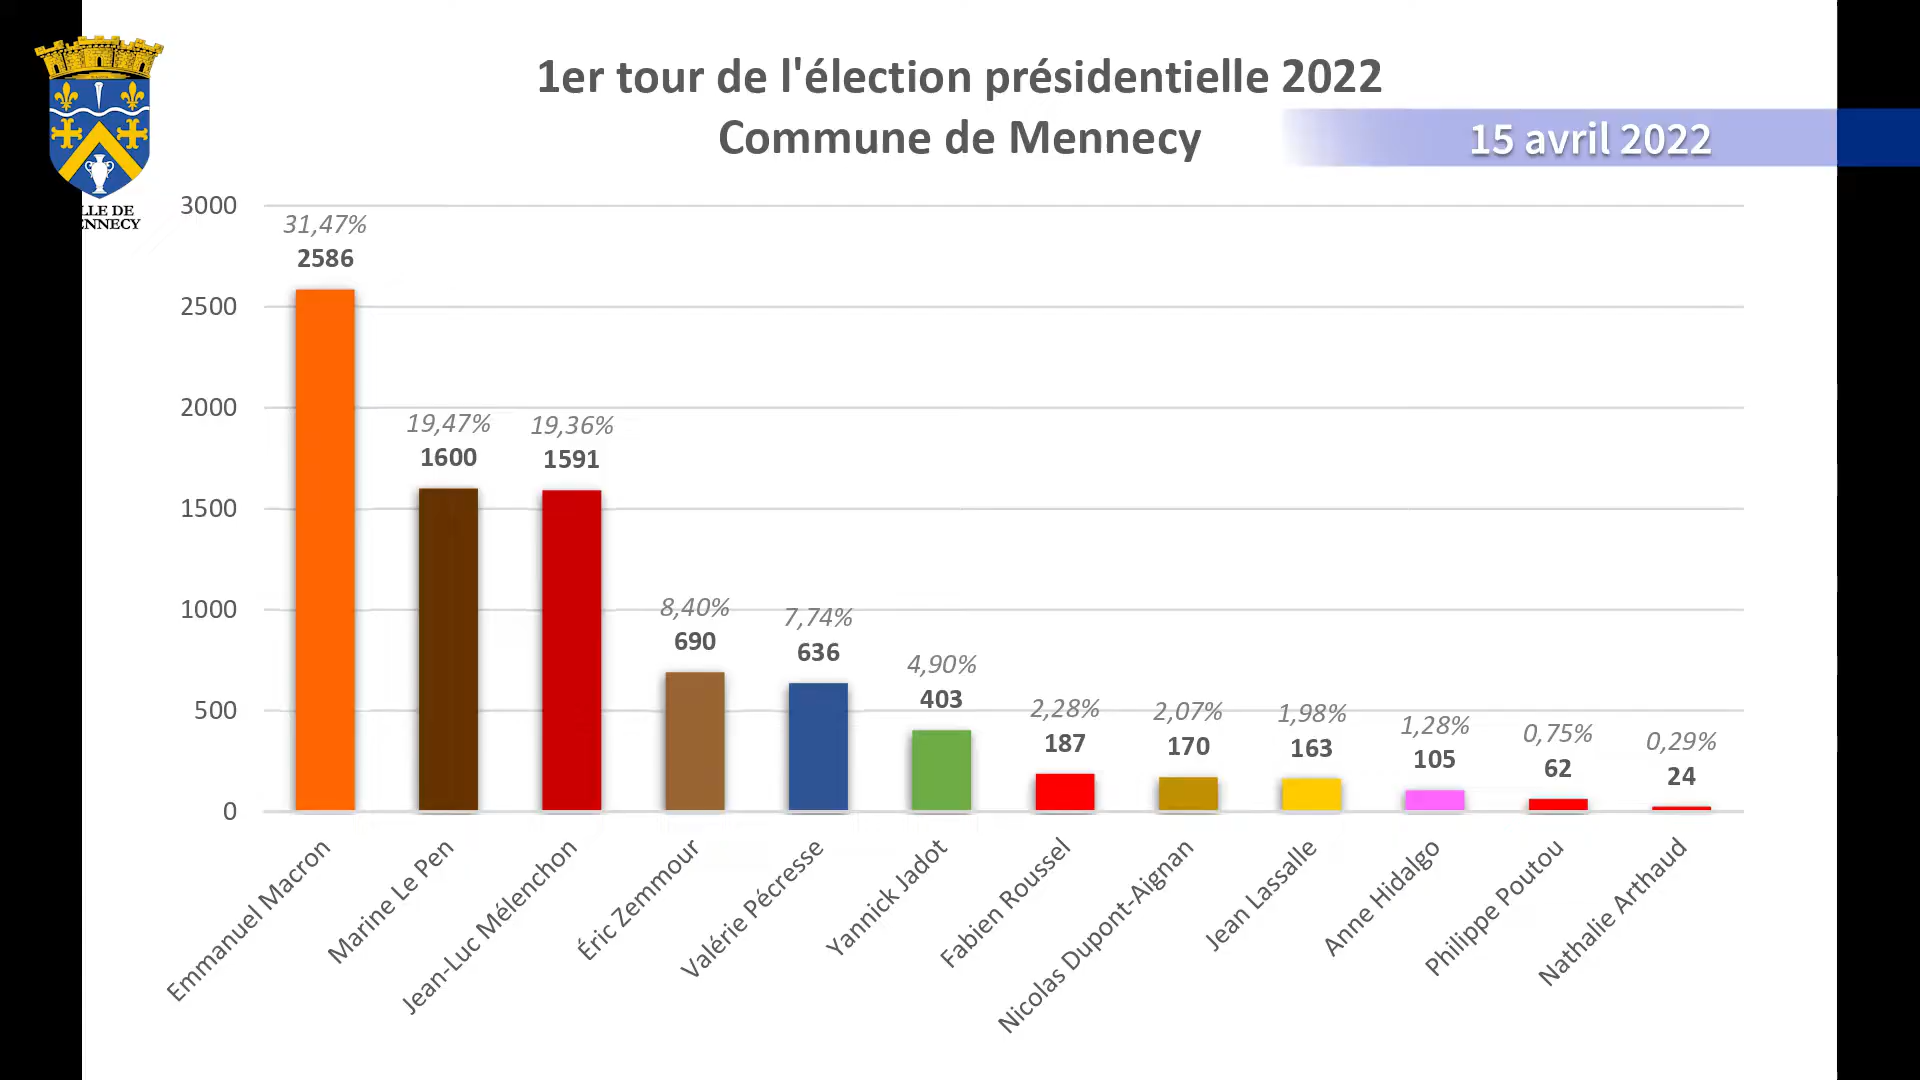 1er tour de l'élection présidentielle 2022
Commune de Mennecy
15 avril 2022
LLE DE
ENNECY
3000
2500
2000
1500
1000
500
0
31,47%
2586
19,47%
1600
19,36%
1591
8,40%
690
7,74%
636
4,90%
403
2,28%
187
2,07%
170
1,98%
163
1,28%
105
0,75%
62
0,29%
24
Emmanuel Macron
Marine Le Pen
Jean-Luc Mélenchon
Éric Zemmour
Valérie Pécresse
Yannick Jadot
Fabien Roussel
Nicolas Dupont-Aignan
Jean Lassalle
Anne Hidalgo
Philippe Poutou
Nathalie Arthaud